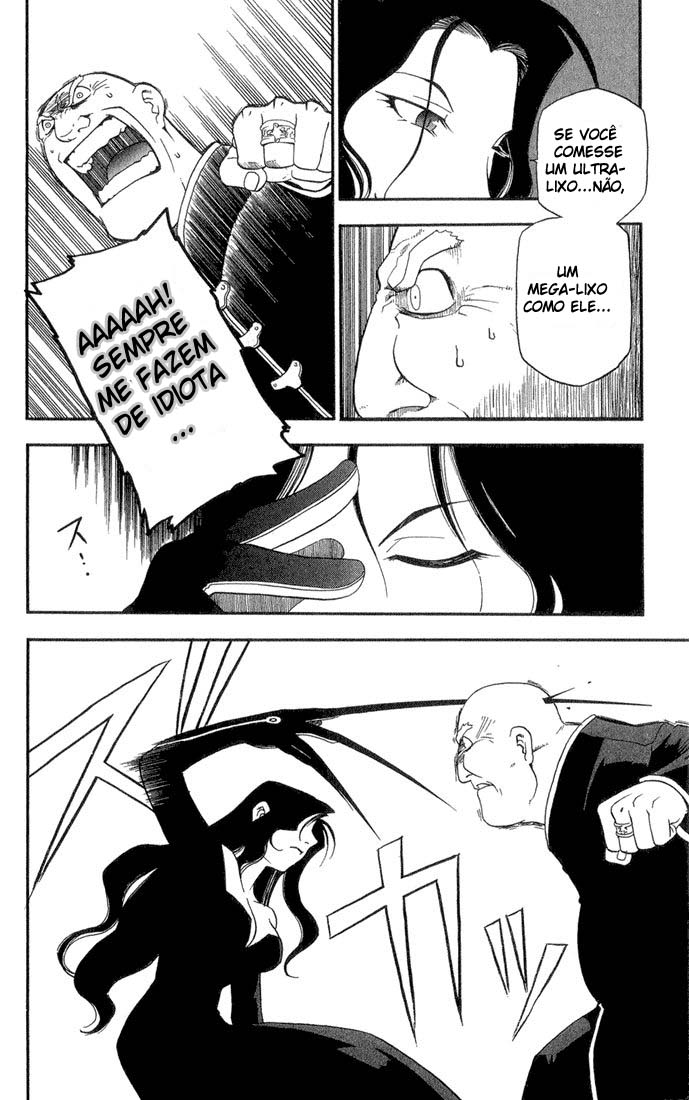 SE VOCÊ
COMESSE
UM ULTRA-
LIXO...NÃO,
UM
MEGA-LIXO
COMO ELE...
AAAAAH!
SEMPRE
ME FAZEM
DE IDIOTA
...
ス…
ズカッ